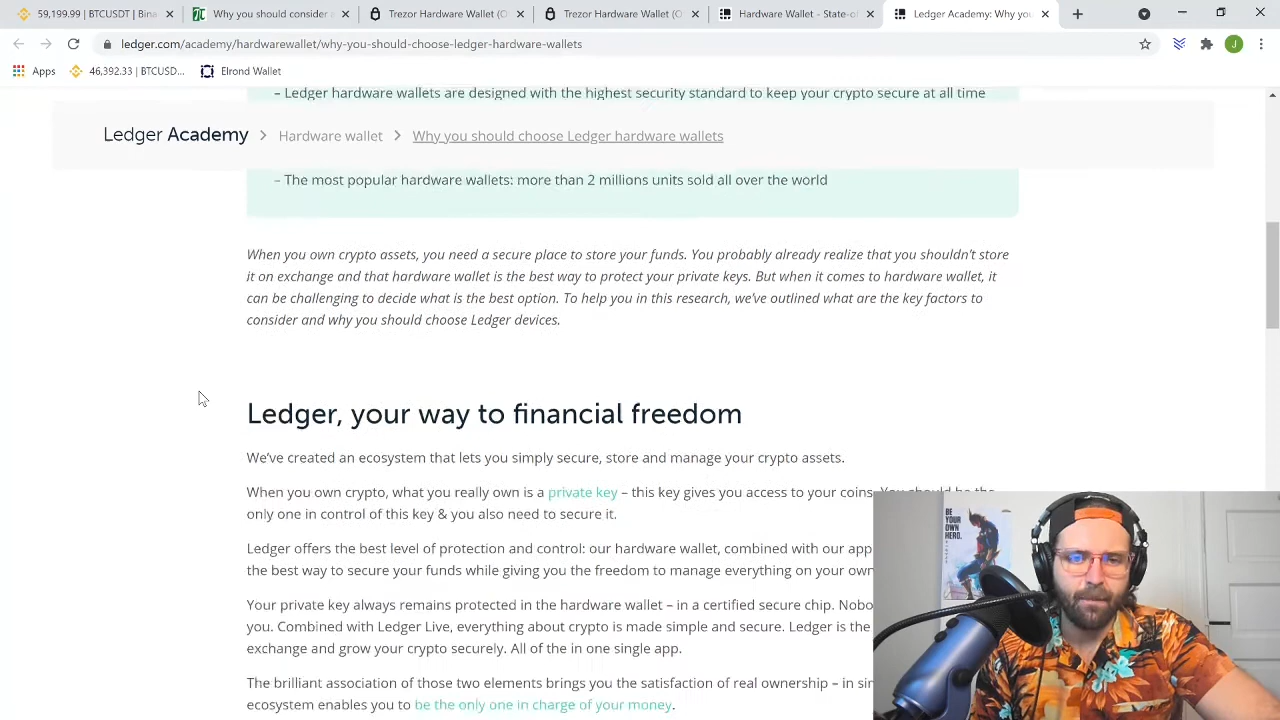 59,199.99 | BTCUSDT | Bina
Why you should consider a
Trezor Hardware Wallet (O
Trezor Hardware Wallet (O
Hardware Wallet - State-o
Ledger Academy: Why you
ledger.com/academy/hardwarewallet/why-you-should-choose-ledger-hardware-wallets
J
Apps
46,392.33 | BTCUSD...
Elrond Wallet
– Ledger hardware wallets are designed with the highest security standard to keep your crypto secure at all time
Ledger Academy > Hardware wallet > Why you should choose Ledger hardware wallets
– The most popular hardware wallets: more than 2 millions units sold all over the world
When you own crypto assets, you need a secure place to store your funds. You probably already realize that you shouldn't store
it on exchange and that hardware wallet is the best way to protect your private keys. But when it comes to hardware wallet, it
can be challenging to decide what is the best option. To help you in this research, we've outlined what are the key factors to
consider and why you should choose Ledger devices.
Ledger, your way to financial freedom
We've created an ecosystem that lets you simply secure, store and manage your crypto assets.
When you own crypto, what you really own is a private key – this key gives you access to your coins. You should be the
only one in control of this key & you also need to secure it.
Ledger offers the best level of protection and control: our hardware wallet, combined with our app
the best way to secure your funds while giving you the freedom to manage everything on your own
Your private key always remains protected in the hardware wallet – in a certified secure chip. Nobo
you. Combined with Ledger Live, everything about crypto is made simple and secure. Ledger is the
exchange and grow your crypto securely. All of the in one single app.
The brilliant association of those two elements brings you the satisfaction of real ownership – in sin
ecosystem enables you to be the only one in charge of your money.
BE
YOUR
OWN
HERO.